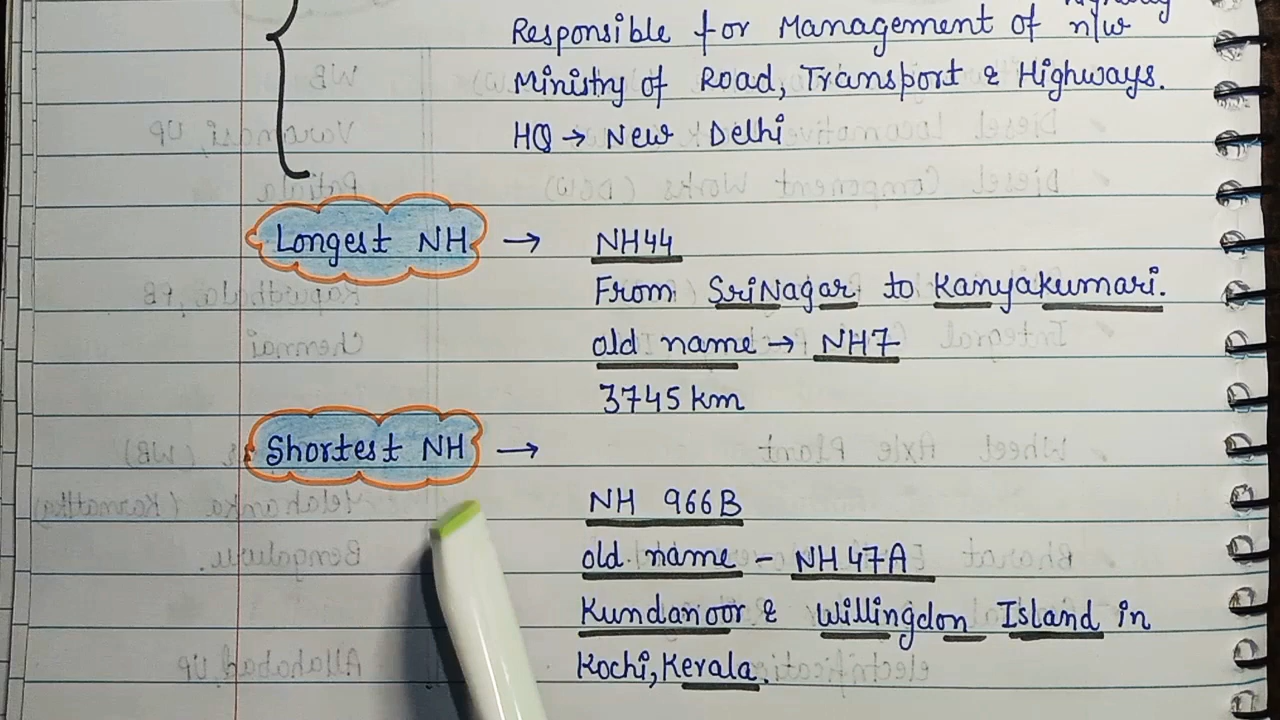 Highway
Responsible for Management of n/w
Ministry of Road, Transport & Highways.
HQ → New Delhi
Longest NH → NH44
From SriNagar to Kanyakumari.
old name → NH7
3745 km
Shortest NH →
NH 966B
old name - NH 47A
Kundanoor & Willingdon Island in
Kochi, Kerala.